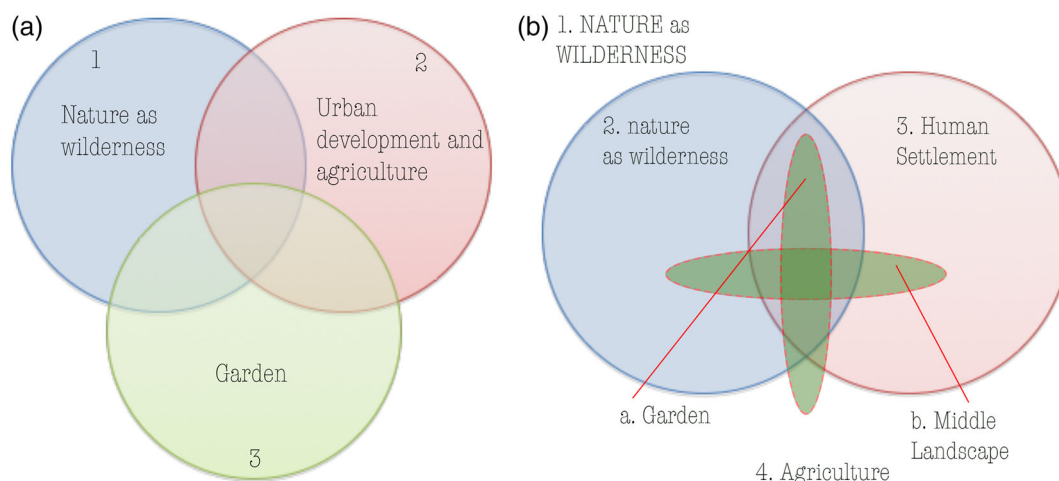 (a)
1
Nature as
wilderness
2
Urban
development and
agriculture
Garden
3
(b)
1. NATURE as
WILDERNESS
2. nature
as wilderness
3. Human
Settlement
a. Garden
b. Middle
Landscape
4. Agriculture